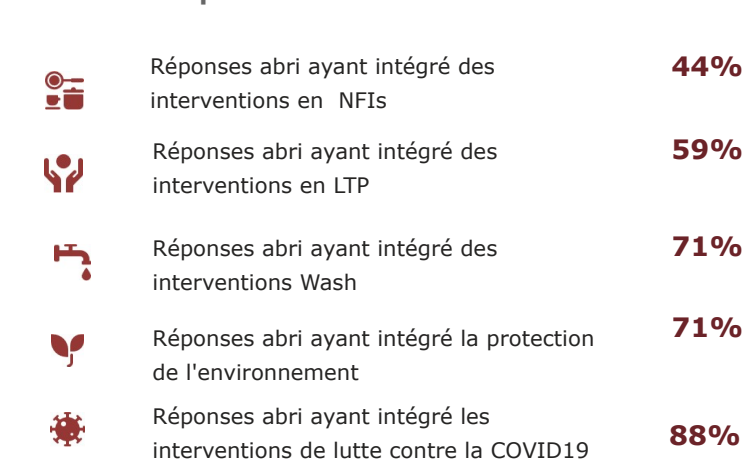 Réponses abri ayant intégré des
interventions en  NFIs
44%
Réponses abri ayant intégré des
interventions en LTP
59%
Réponses abri ayant intégré des
interventions Wash
71%
Réponses abri ayant intégré la protection
de l'environnement
71%
Réponses abri ayant intégré les
interventions de lutte contre la COVID19
88%